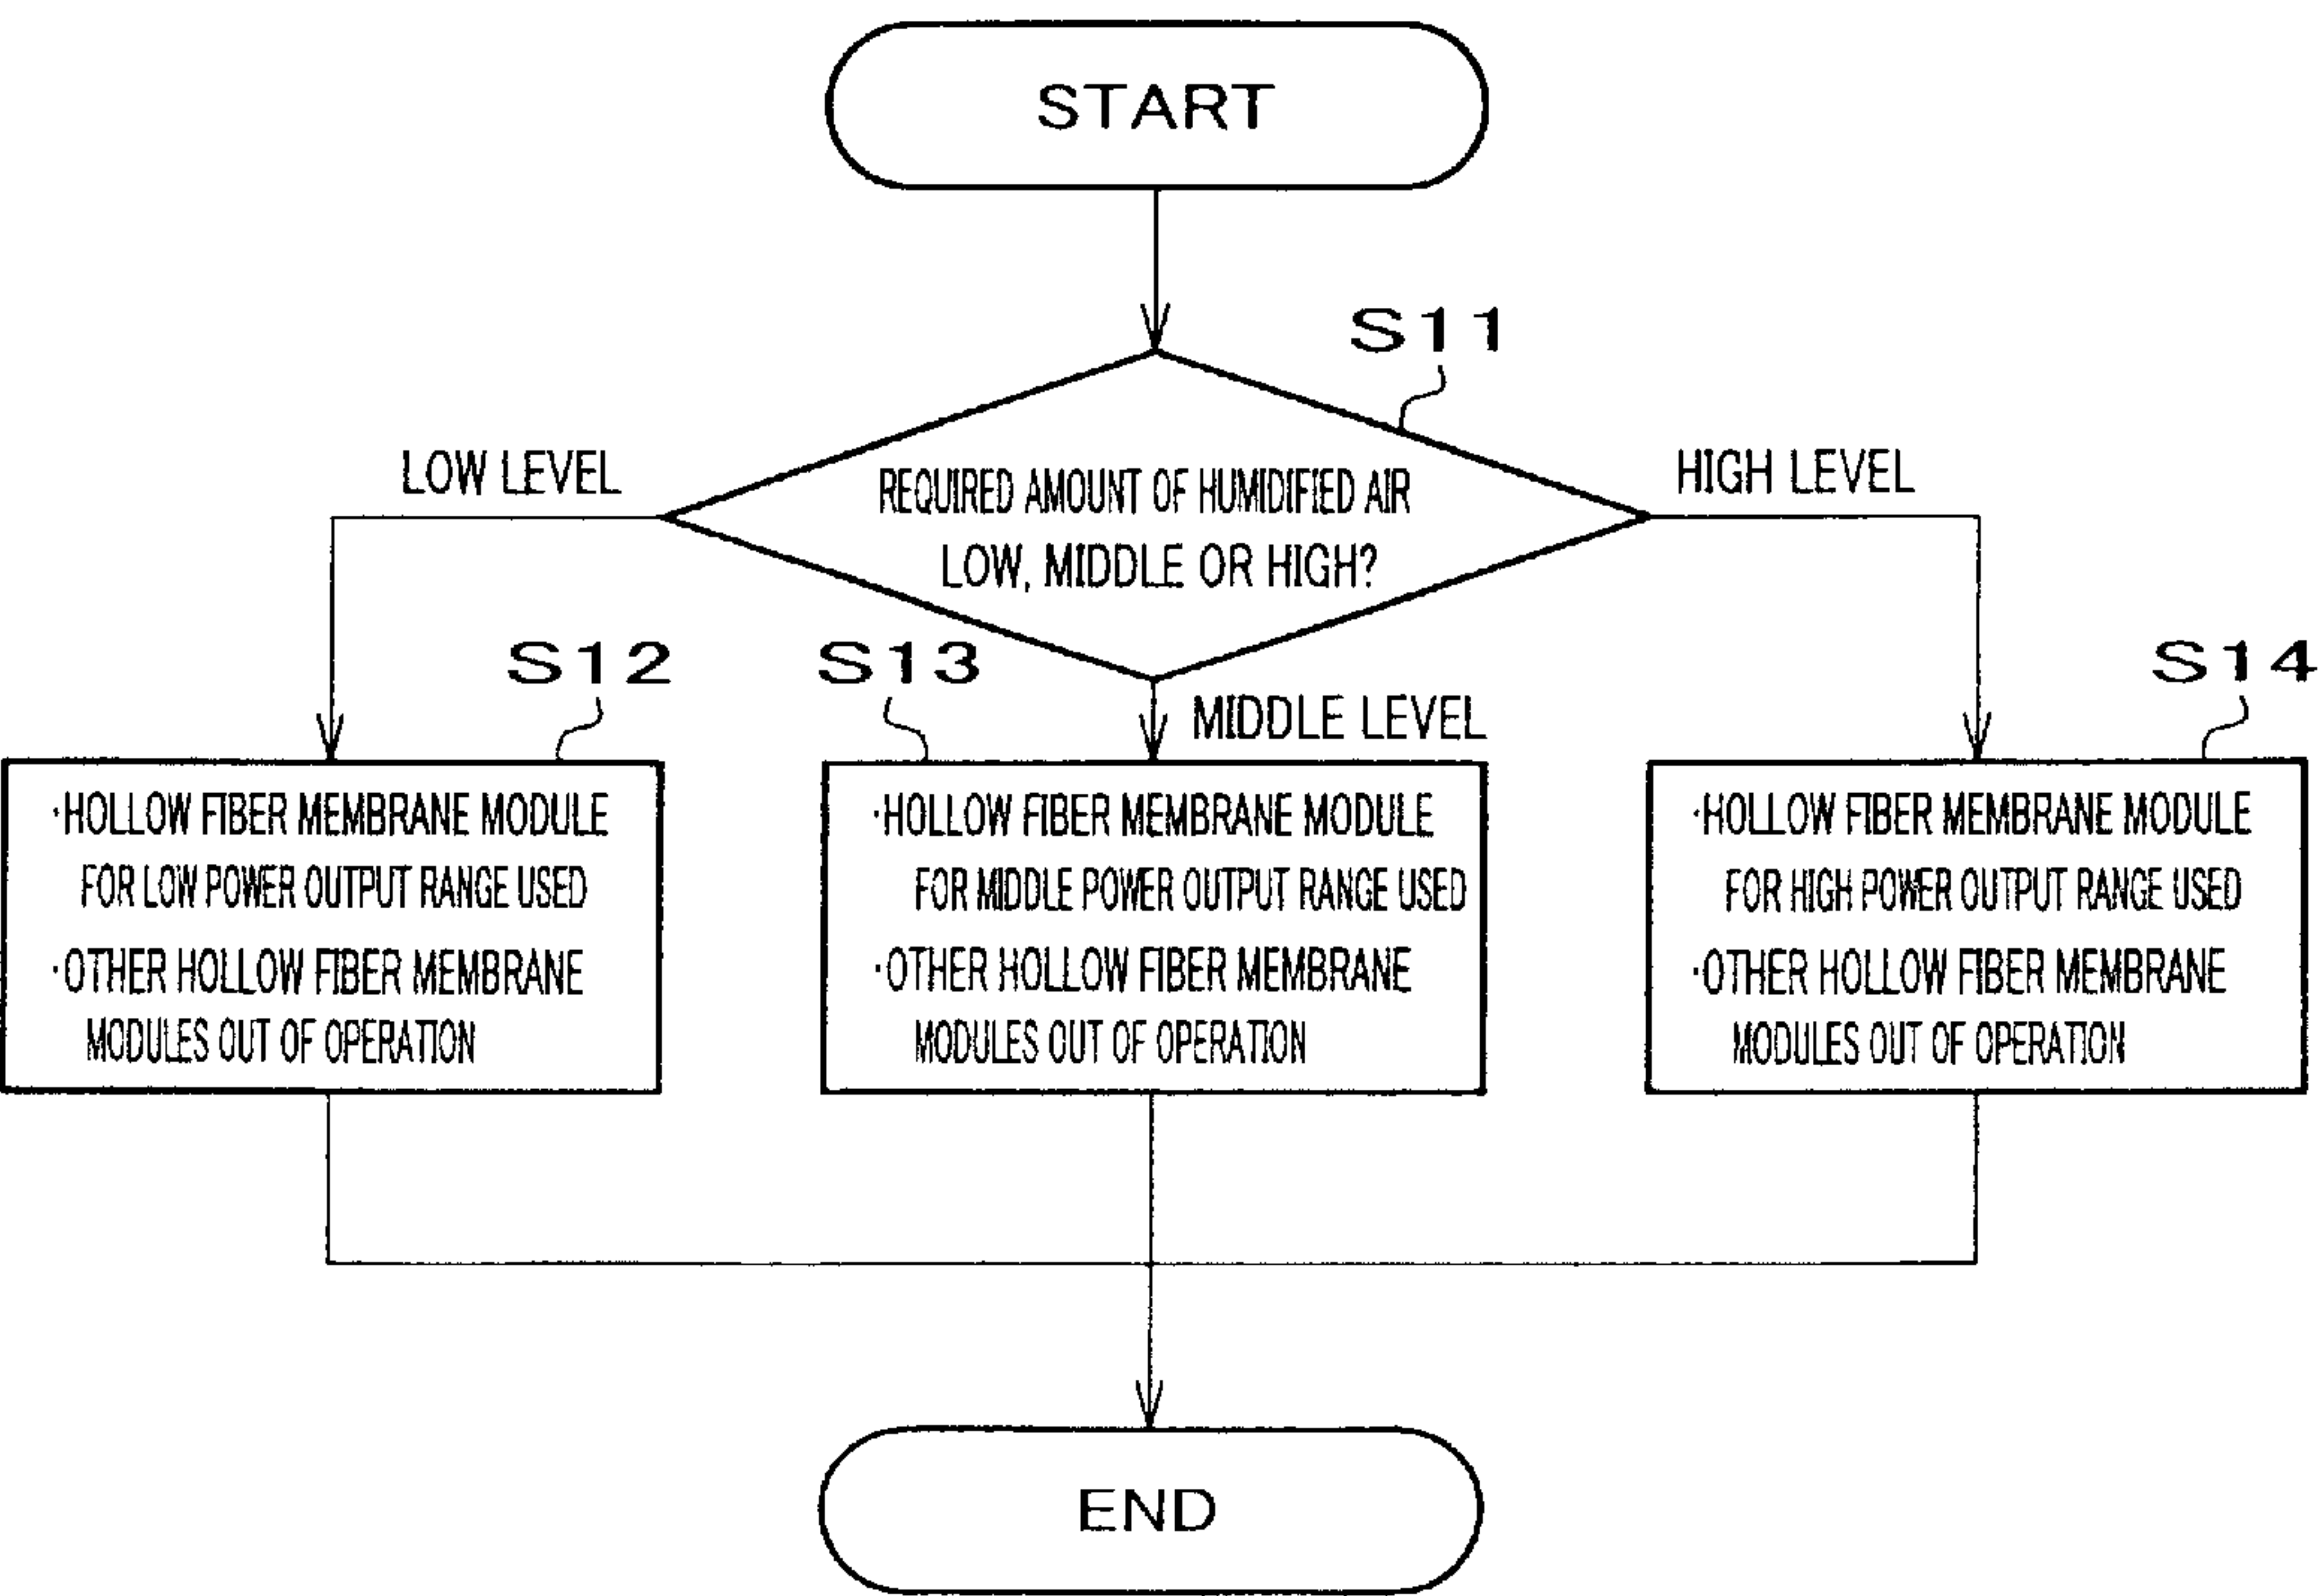 START
S11
REQUIRED AMOUNT OF HUMIDIFIED AIR
LOW, MIDDLE OR HIGH?
LOW LEVEL
HIGH LEVEL
MIDDLE LEVEL
S12
·HOLLOW FIBER MEMBRANE MODULE
FOR LOW POWER OUTPUT RANGE USED
·OTHER HOLLOW FIBER MEMBRANE
MODULES OUT OF OPERATION
S13
·HOLLOW FIBER MEMBRANE MODULE
FOR MIDDLE POWER OUTPUT RANGE USED
·OTHER HOLLOW FIBER MEMBRANE
MODULES OUT OF OPERATION
S14
·HOLLOW FIBER MEMBRANE MODULE
FOR HIGH POWER OUTPUT RANGE USED
·OTHER HOLLOW FIBER MEMBRANE
MODULES OUT OF OPERATION
END